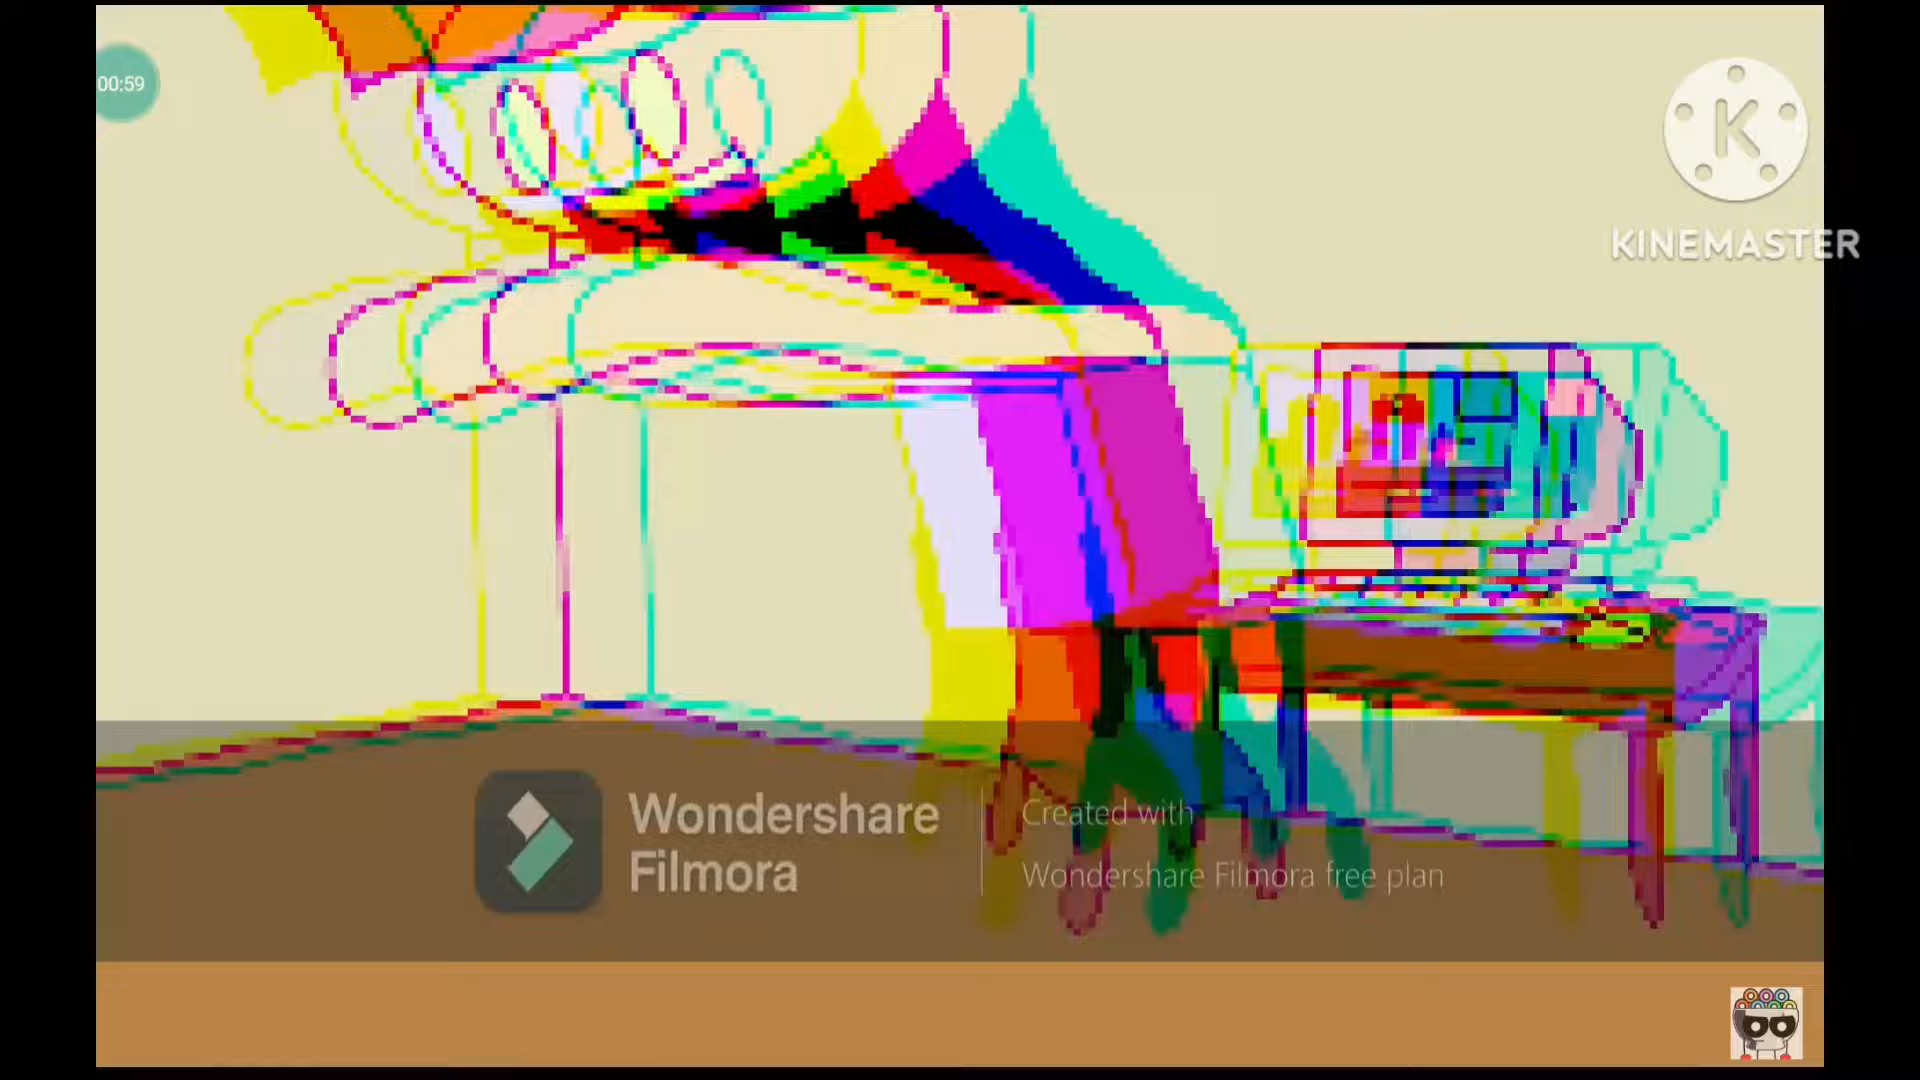 00:59
K
KINEMASTER
Wondershare
Filmora
Created with
Wondershare Filmora free plan